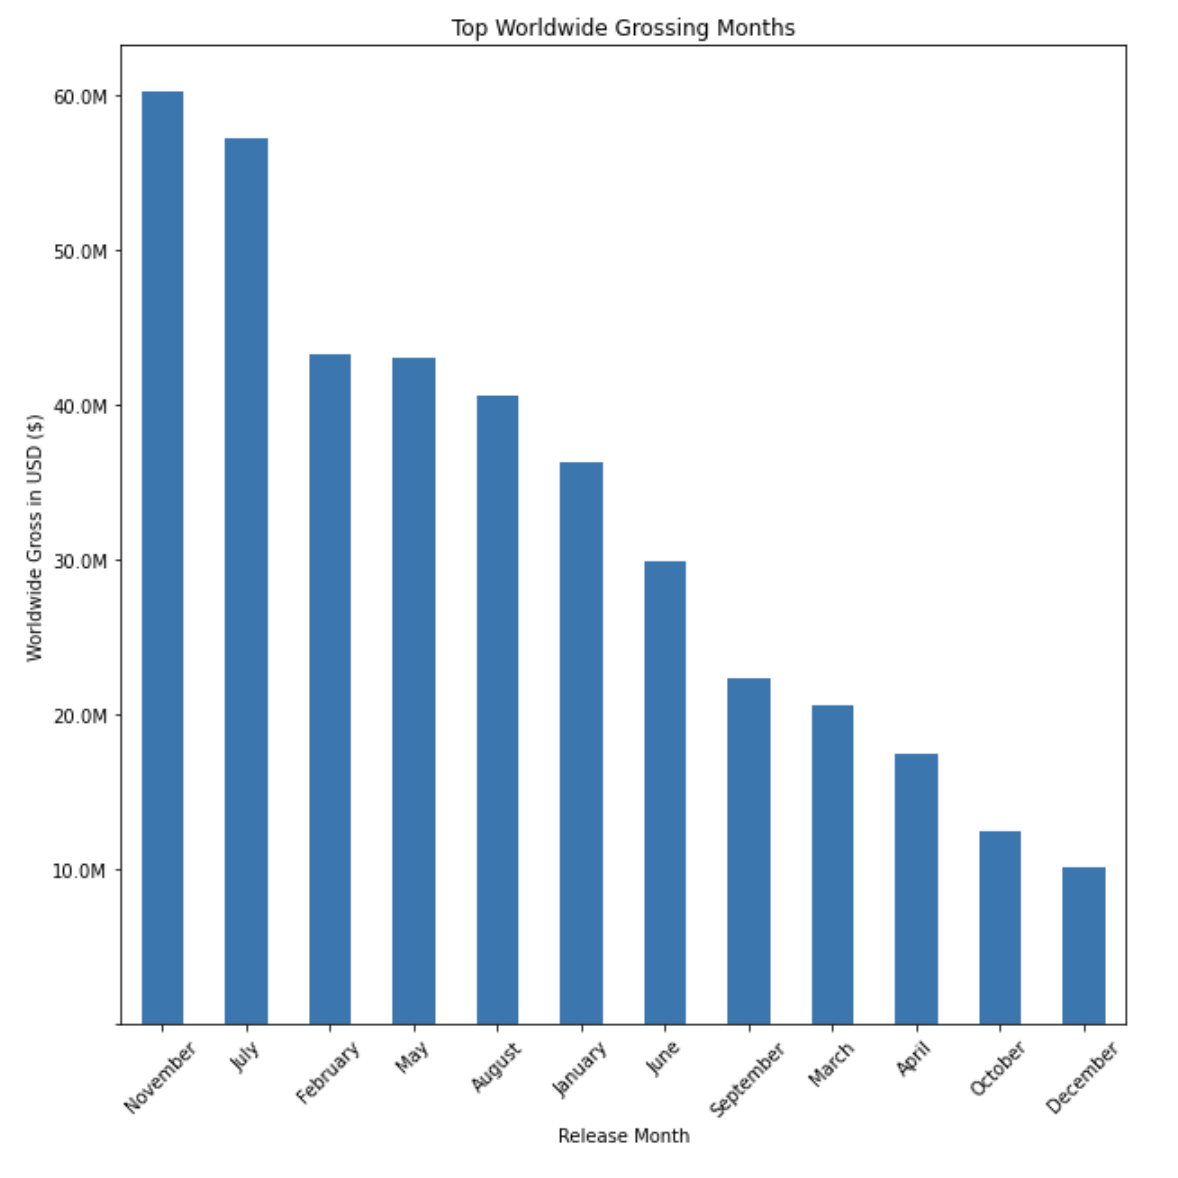 Top Worldwide Grossing Months
60.0M
50.0M
40.0M
30.0M
20.0M
10.0M
Worldwide Gross in USD ($)
November
July
February
May
August
January
June
September
March
April
October
December
Release Month